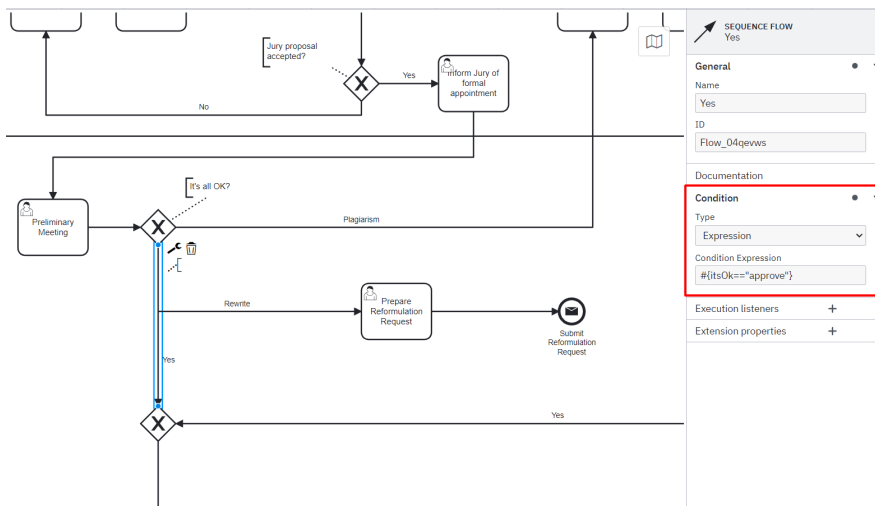 Jury proposal
accepted?
Yes
Inform Jury of
formal
appointment
No
It's all OK?
Preliminary
Meeting
Plagiarism
Rewrite
Prepare
Reformulation
Request
Submit
Reformulation
Request
Yes
Yes
SEQUENCE FLOW
Yes
General
Name
Yes
ID
Flow_04qevws
Documentation
Condition
Type
Expression
Condition Expression
#{itsOk=="approve"}
Execution listeners
Extension properties